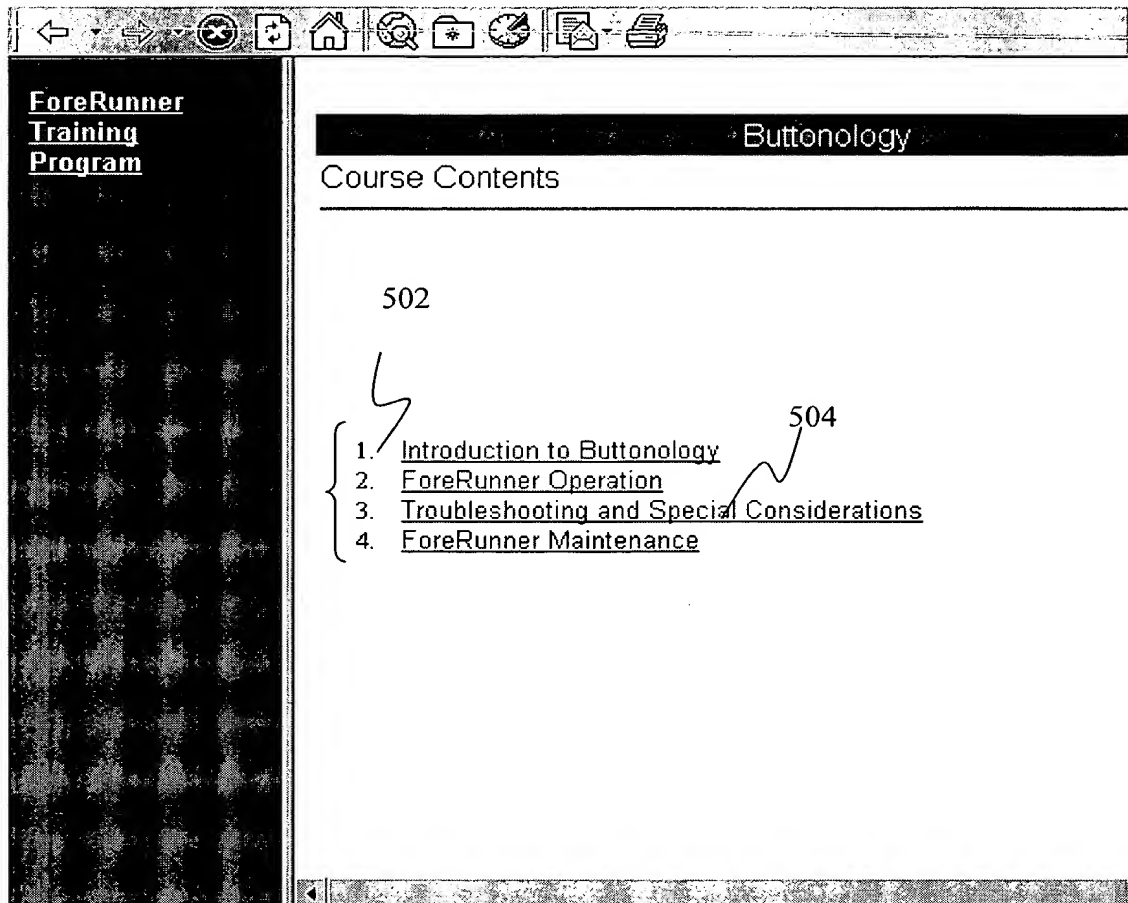 ForeRunner
Training
Program
Buttonology
Course Contents
502
504
1. Introduction to Buttonology
2. ForeRunner Operation
3. Troubleshooting and Special Considerations
4. ForeRunner Maintenance